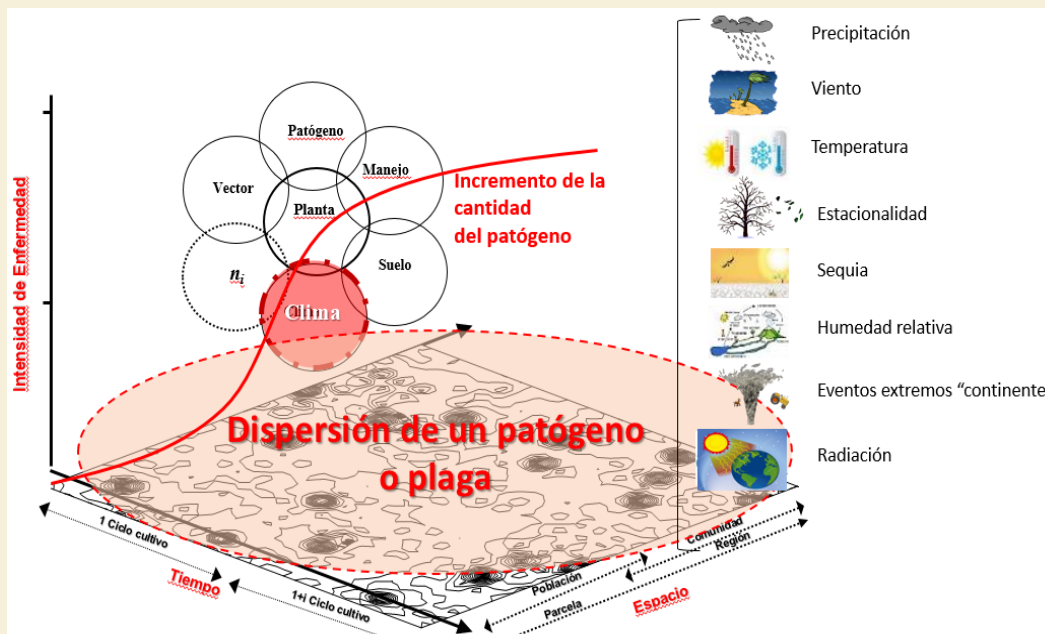 Intensidad de Enfermedad
Patógeno
Vector
Manejo
Planta
n_i
Suelo
Clima
Incremento de la
cantidad
del patógeno
Dispersión de un patógeno
o plaga
1 Ciclo cultivo
Tiempo
1+i Ciclo cultivo
Población
Parcela
Comunidad
Región
Espacio
Precipitación
Viento
Temperatura
Estacionalidad
Sequia
Humedad relativa
Eventos extremos “continente
Radiación